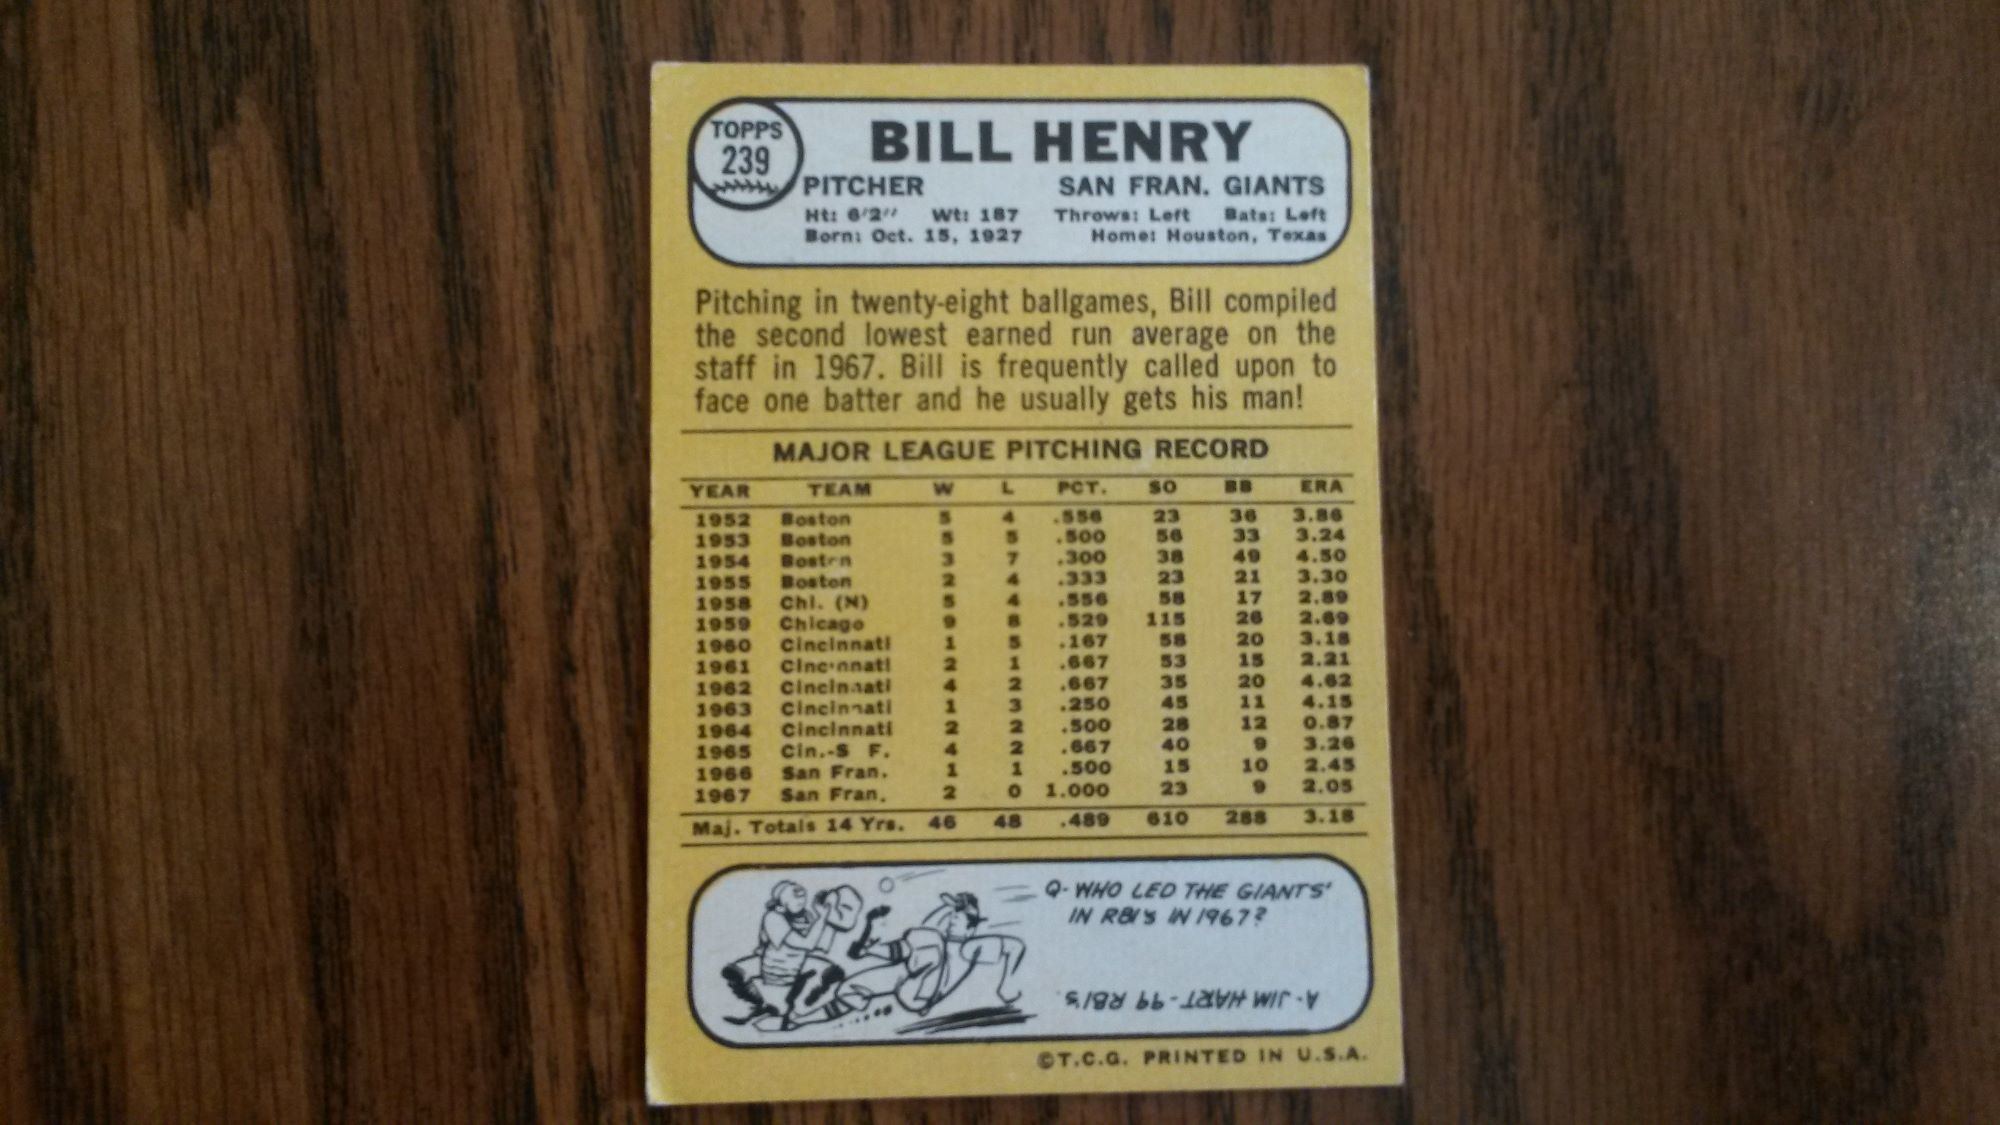 TOPPS
239
BILL HENRY
PITCHER SAN FRAN. GIANTS
Ht: 6'2" Wt: 187 Throws: Left Bats: Left
Born: Oct. 15, 1927 Home: Houston, Texas
Pitching in twenty-eight ballgames, Bill compiled
the second lowest earned run average on the
staff in 1967. Bill is frequently called upon to
face one batter and he usually gets his man!
MAJOR LEAGUE PITCHING RECORD
YEAR TEAM W L PCT. SO BB ERA
1952 Boston 5 4 .556 23 36 3.86
1953 Boston 5 5 .500 56 33 3.24
1954 Boston 3 7 .300 38 49 4.50
1955 Boston 2 4 .333 23 21 3.30
1958 Chi. (N) 5 4 .556 58 17 2.89
1959 Chicago 9 8 .529 115 26 2.69
1960 Cincinnati 1 5 .167 58 20 3.18
1961 Cincinnati 2 1 .667 53 15 2.21
1962 Cincinnati 4 2 .667 35 20 4.62
1963 Cincinnati 1 3 .250 45 11 4.15
1964 Cincinnati 2 2 .500 28 12 0.87
1965 Cin.-S F. 4 2 .667 40 9 3.26
1966 San Fran. 1 1 .500 15 10 2.45
1967 San Fran. 2 0 1.000 23 9 2.05
Maj. Totals 14 Yrs. 46 48 .489 610 288 3.18
Q- WHO LED THE GIANTS'
IN RBI'S IN 1967?
A- JIM HART - 99 RBI'S
©T.C.G. PRINTED IN U.S.A.